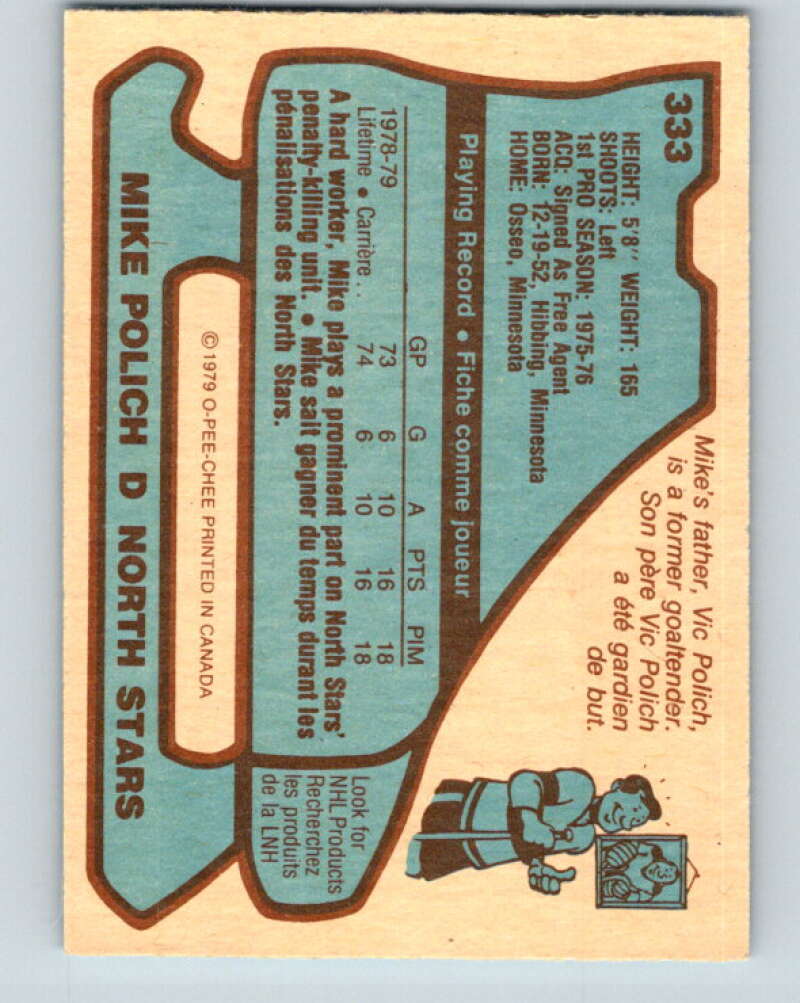 333
HEIGHT: 5'8" WEIGHT: 165
SHOOTS: Left
1st PRO SEASON: 1975-76
ACQ: Signed As Free Agent
BORN: 12-19-52, Hibbing, Minnesota
HOME: Osseo, Minnesota
Mike's father, Vic Polich,
is a former goaltender.
Son père Vic Polich
a été gardien
de but.
Playing Record • Fiche comme joueur
GP G A PTS PIM
1978-79 73 6 10 16 18
Lifetime • Carrière . . 74 6 10 16 18
A hard worker, Mike plays a prominent part on North Stars'
penalty-killing unit. • Mike sait gagner du temps durant les
pénalisations des North Stars.
Look for
NHL Products
Recherchez
les produits
de la LNH
©1979 O-PEE-CHEE PRINTED IN CANADA
MIKE POLICH D NORTH STARS